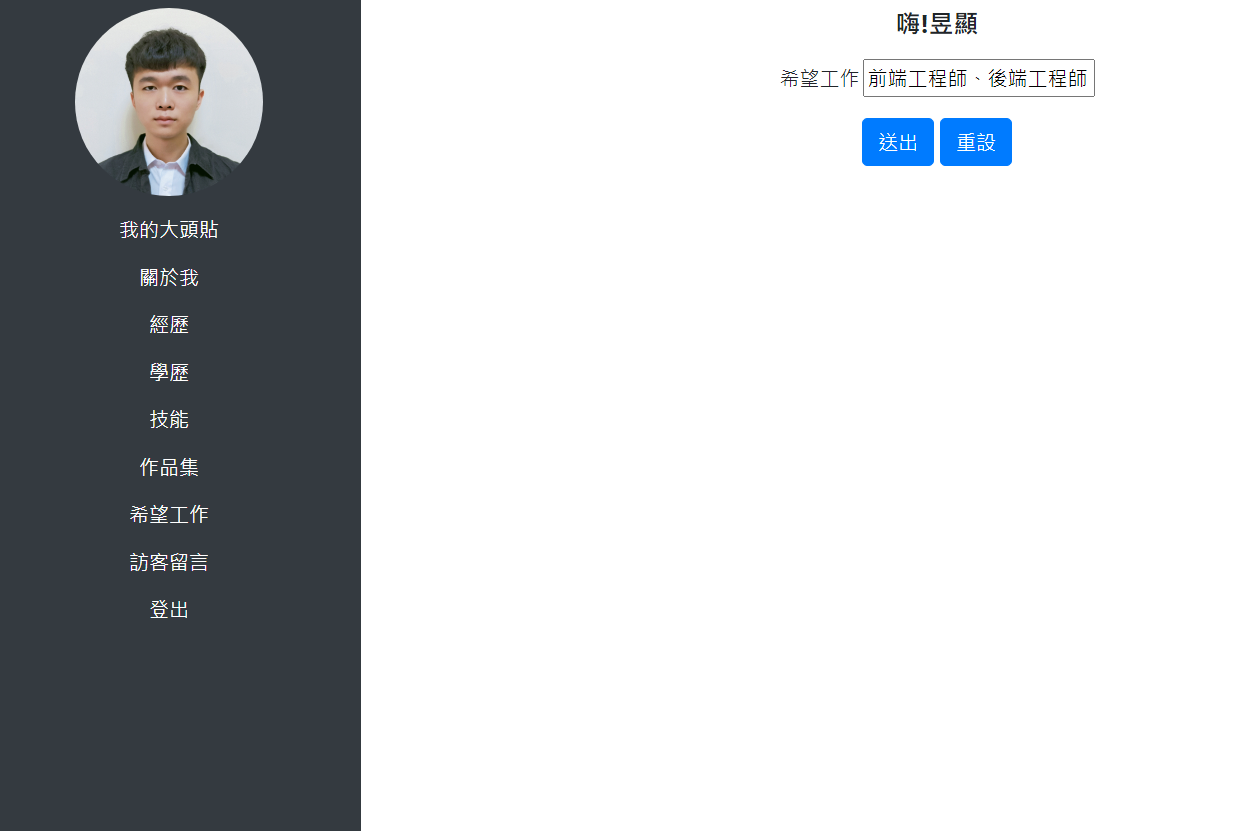 我的大頭貼
關於我
經歷
學歷
技能
作品集
希望工作
訪客留言
登出
嗨!昱顯
希望工作 前端工程師、後端工程師
送出 重設